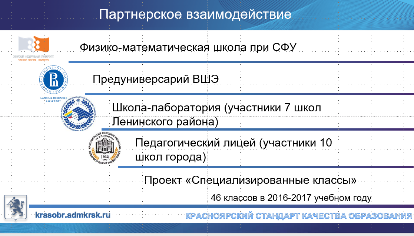 Партнерское взаимодействие
Физико-математическая школа при СФУ
Предуниверсарий ВШЭ
Школа-лаборатория (участники 7 школ
Ленинского района)
Педагогический лицей (участники 10
школ города)
Проект «Специализированные классы»
46 классов в 2016-2017 учебном году
krasobr.admkrsk.ru
КРАСНОЯРСКИЙ СТАНДАРТ КАЧЕСТВА ОБРАЗОВАНИЯ